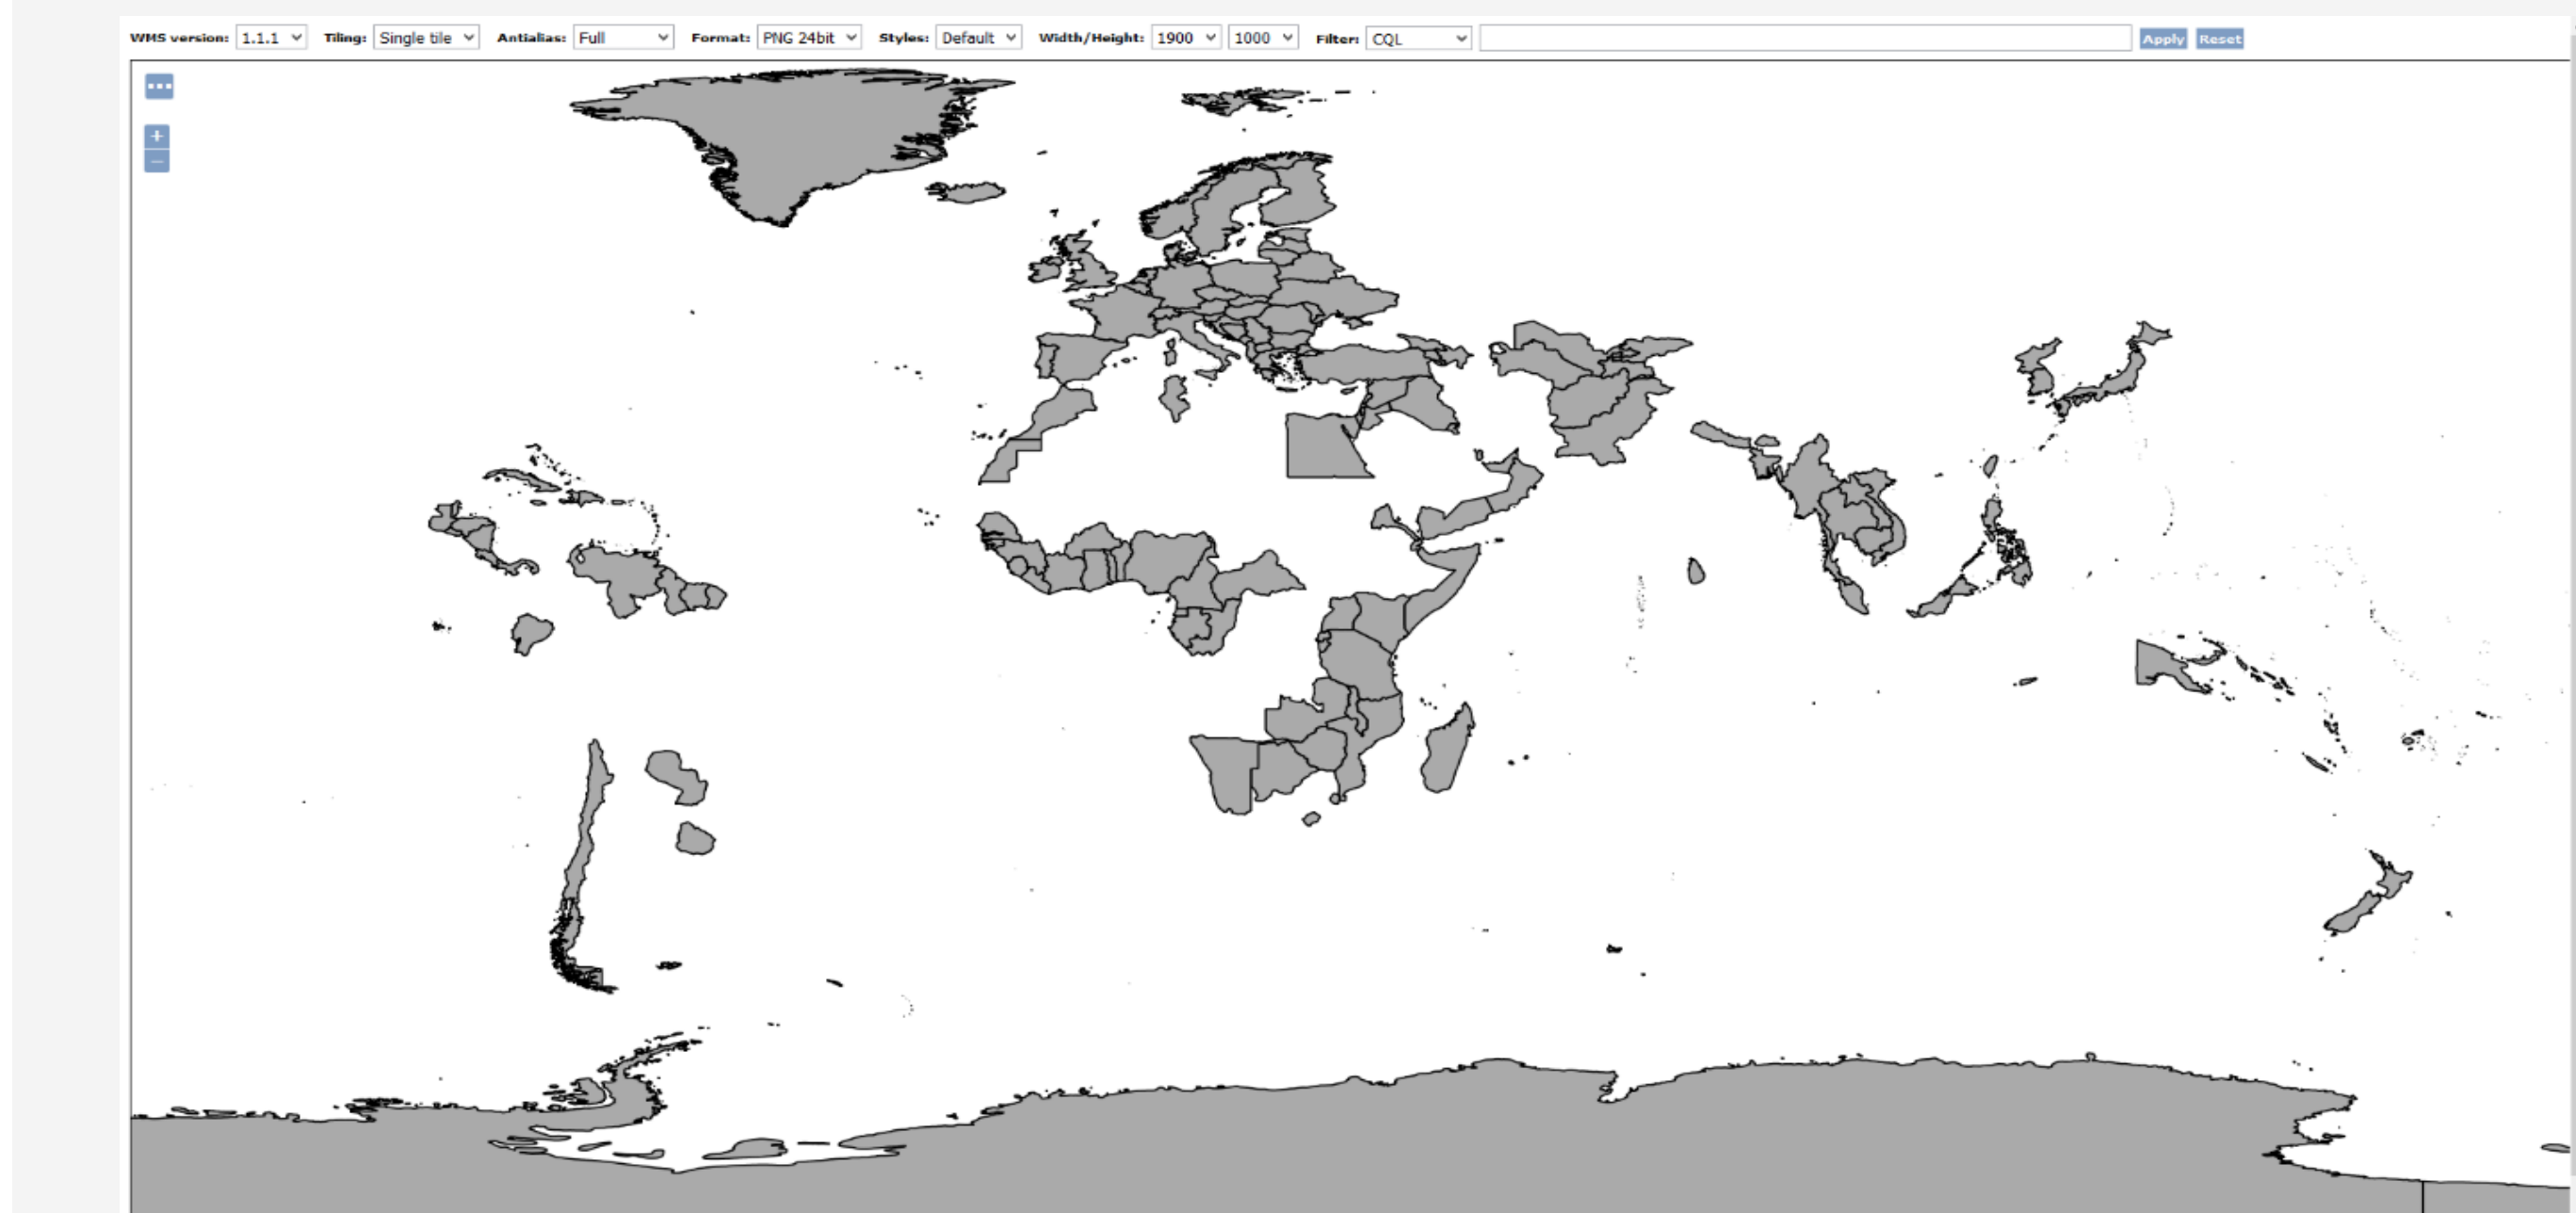 WMS version: 1.1.1 Tiling: Single tile Antialias: Full Format: PNG 24bit Styles: Default Width/Height: 1900 1000 Filter: CQL Apply Reset
...
+
–